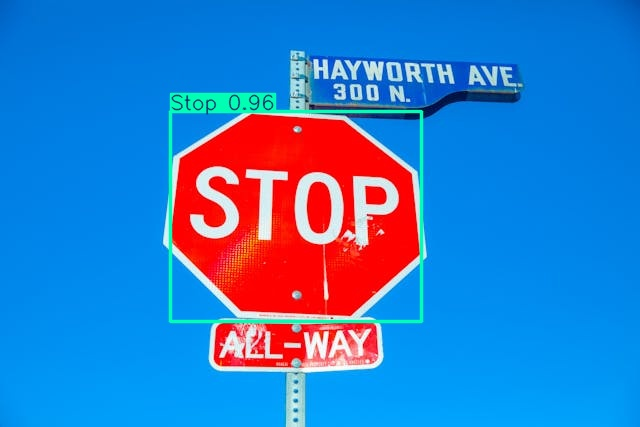 HAYWORTH AVE.
300 N.
Stop 0.96
STOP
ALL-WAY